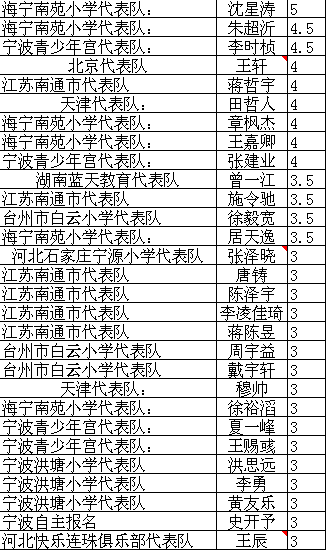 海宁南苑小学代表队： 沈星涛 5
海宁南苑小学代表队： 朱超沂 4.5
宁波青少年宫代表队： 李时桢 4.5
北京代表队 王轩 4
江苏南通市代表队 蒋哲宇 4
天津代表队： 田哲人 4
海宁南苑小学代表队： 章枫杰 4
海宁南苑小学代表队： 王嘉卿 4
宁波青少年宫代表队： 张建业 4
湖南蓝天教育代表队 曾一江 3.5
江苏南通市代表队 施令驰 3.5
台州市白云小学代表队 徐毅宽 3.5
海宁南苑小学代表队： 居天逸 3.5
河北石家庄宁源小学代表队 张泽晓 3
江苏南通市代表队 唐铸 3
江苏南通市代表队 陈泽宇 3
江苏南通市代表队 李凌佳琦 3
江苏南通市代表队 蒋陈昱 3
台州市白云小学代表队 周宇益 3
台州市白云小学代表队 戴宇轩 3
天津代表队： 穆帅 3
海宁南苑小学代表队： 徐裕滔 3
宁波青少年宫代表队： 夏一峰 3
宁波青少年宫代表队： 王赐彧 3
宁波洪塘小学代表队 洪思远 3
宁波洪塘小学代表队 李勇 3
宁波洪塘小学代表队 黄友乐 3
宁波自主报名 史开予 3
河北快乐连珠俱乐部代表队 王辰 3